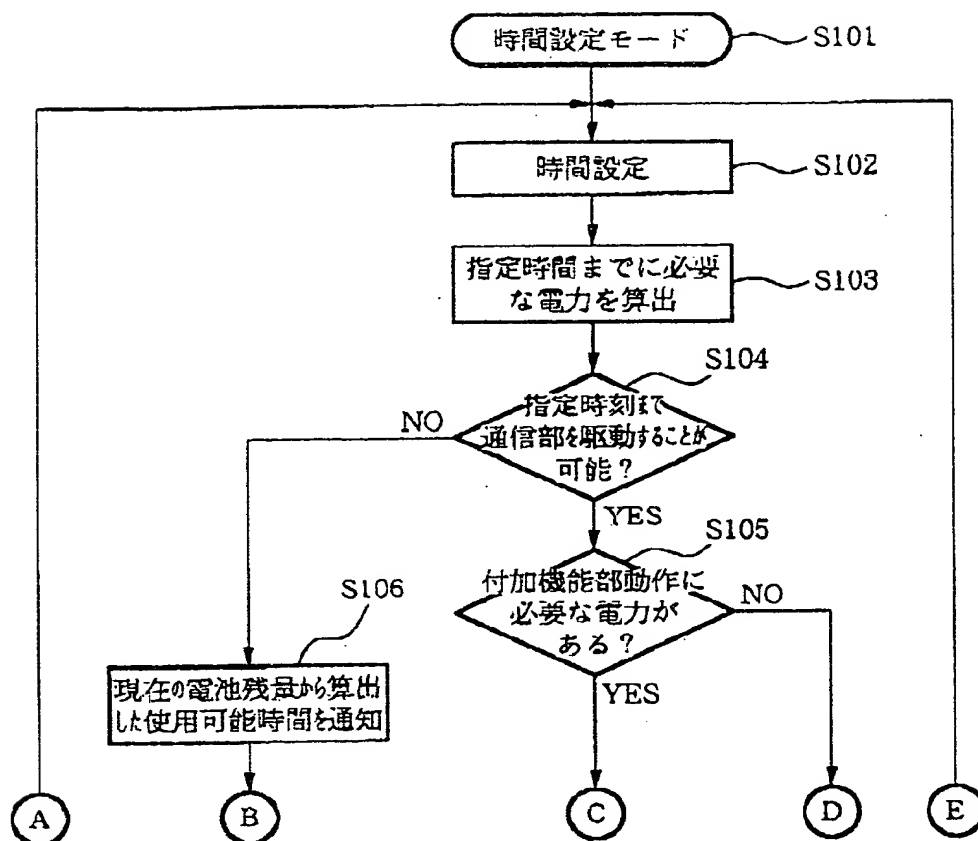 時間設定モード
S101
時間設定
S102
指定時間までに必要
な電力を算出
S103
S104
指定時刻まで
通信部を駆動することが
可能?
NO
YES
S105
付加機能部動作に
必要な電力が
ある?
NO
YES
S106
現在の電池残量から算出
した使用可能時間を通知
A
B
C
D
E